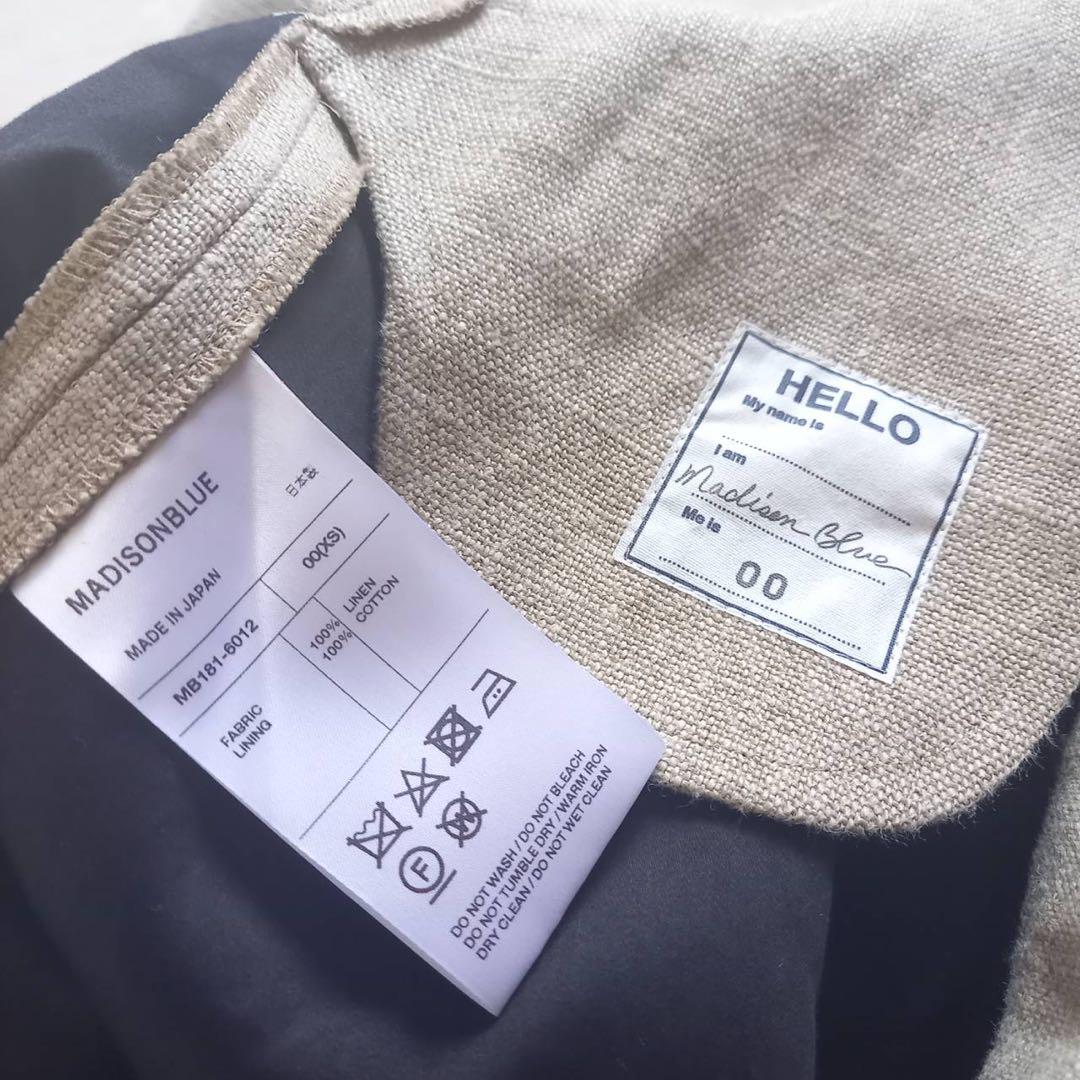 MADISONBLUE
日本製
MADE IN JAPAN
MB181-6012
00(XS)
FABRIC 100% LINEN
LINING 100% COTTON
F
W
DO NOT WASH / DO NOT BLEACH
DO NOT TUMBLE DRY / WARM IRON
DRY CLEAN / DO NOT WET CLEAN
HELLO
My name is
I am
Madison Blue
Me is
00